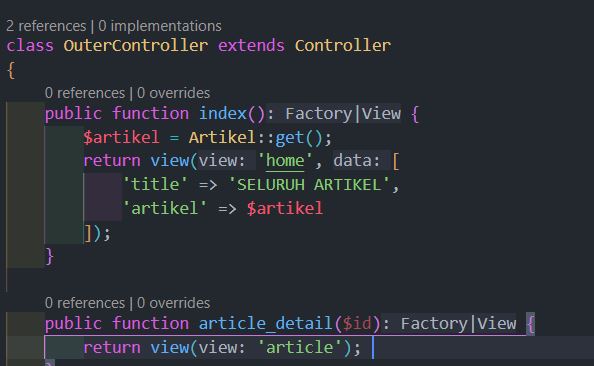 2 references | 0 implementations
class OuterController extends Controller
{
0 references | 0 overrides
public function index(): Factory|View {
$artikel = Artikel::get();
return view(view: 'home', data: [
'title' => 'SELURUH ARTIKEL',
'artikel' => $artikel
]);
}
0 references | 0 overrides
public function article_detail($id): Factory|View {
return view(view: 'article');
}